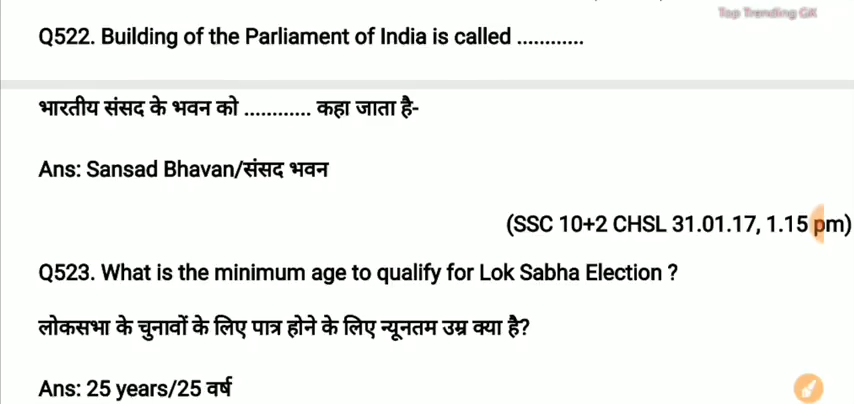 Top Trending GK
Q522. Building of the Parliament of India is called ............
भारतीय संसद के भवन को ............ कहा जाता है-
Ans: Sansad Bhavan/संसद भवन
(SSC 10+2 CHSL 31.01.17, 1.15 pm)
Q523. What is the minimum age to qualify for Lok Sabha Election ?
लोकसभा के चुनावों के लिए पात्र होने के लिए न्यूनतम उम्र क्या है?
Ans: 25 years/25 वर्ष